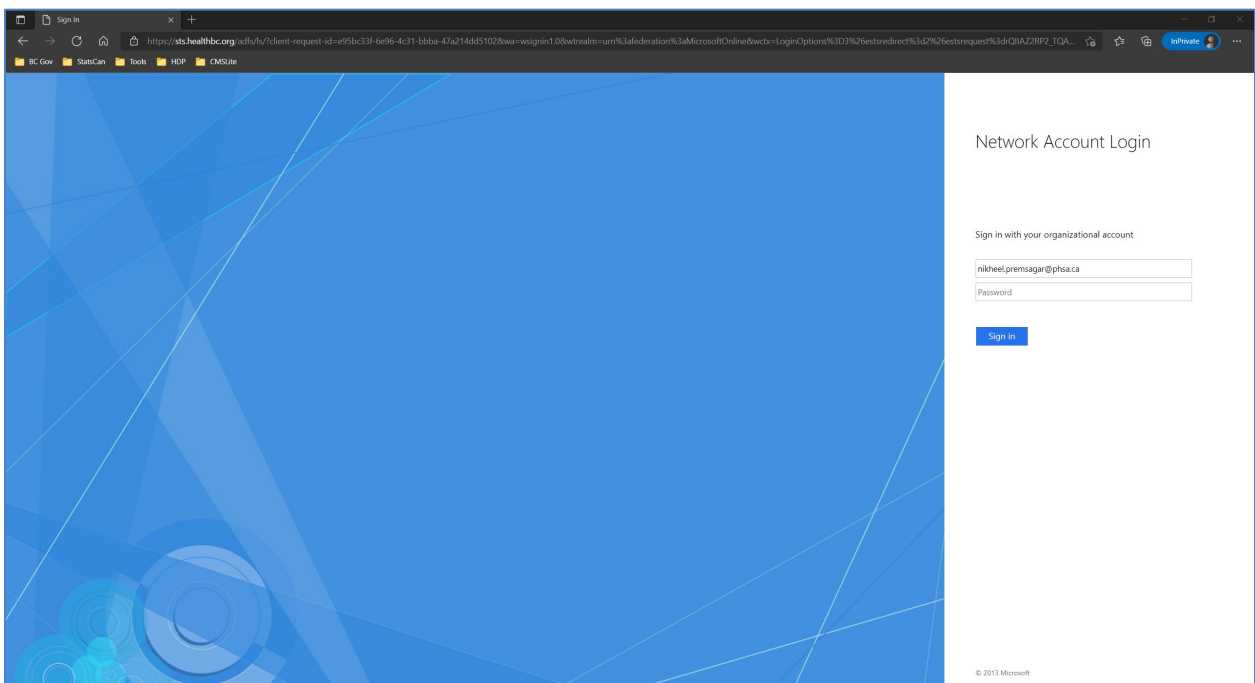 Sign In
https://sts.healthbc.org/adfs/ls/?client-request-id=e95bc33f-6e96-4c31-bbba-47a214dd5102&wa=wsignin1.0&wtrealm=urn%3afederation%3aMicrosoftOnline&wctx=LoginOptions%3D3%26estsredirect%3d2%26estsrequest%3drQIIAZ2RP2_TQA...
InPrivate
BC Gov StatsCan Tools HDP CMSLite
Network Account Login
Sign in with your organizational account
nikheel.premsagar@phsa.ca
Password
Sign in
© 2013 Microsoft